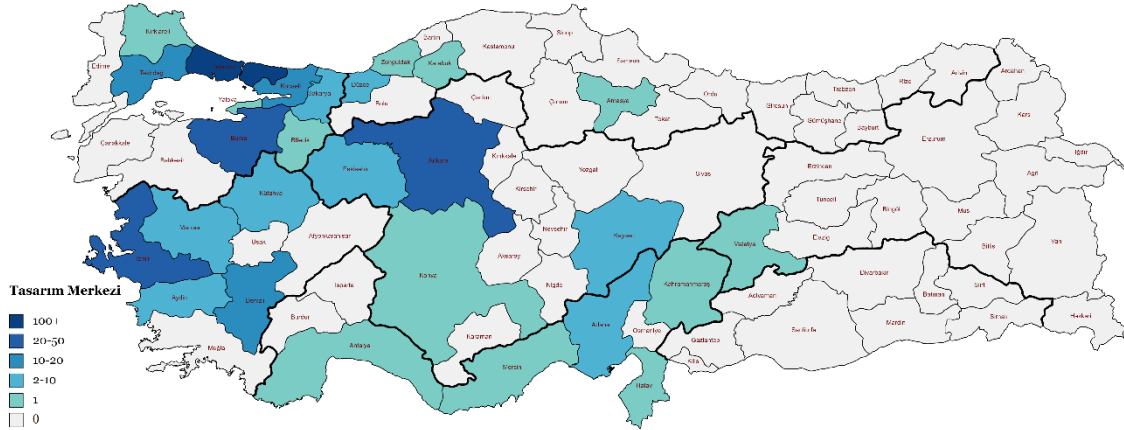 Kırklareli
Edirne
Tekirdağ
İstanbul
Kocaeli
Yalova
Sakarya
Düzce
Bolu
Zonguldak
Bartın
Karabük
Kastamonu
Sinop
Samsun
Çankırı
Çorum
Amasya
Tokat
Ordu
Giresun
Trabzon
Rize
Artvin
Ardahan
Gümüşhane
Bayburt
Kars
Erzurum
Iğdır
Ağrı
Çanakkale
Balıkesir
Bursa
Bilecik
Eskişehir
Ankara
Kırıkkale
Kırşehir
Yozgat
Sivas
Erzincan
Tunceli
Bingöl
Muş
Elazığ
Bitlis
Van
Kütahya
Manisa
Uşak
Afyonkarahisar
İzmir
Aydın
Denizli
Isparta
Burdur
Muğla
Antalya
Konya
Aksaray
Nevşehir
Niğde
Kayseri
Malatya
Kahramanmaraş
Adıyaman
Diyarbakır
Batman
Siirt
Şırnak
Hakkari
Mardin
Şanlıurfa
Gaziantep
Kilis
Osmaniye
Adana
Hatay
Mersin
Karaman
Tasarım Merkezi
100+
20-50
10-20
2-10
1
0